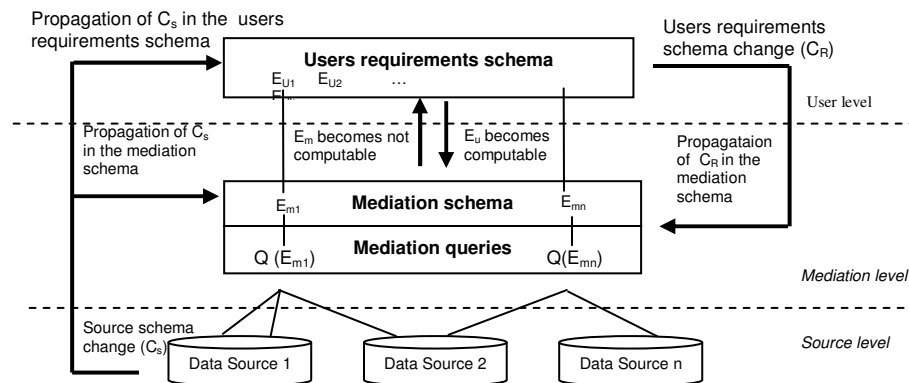 Propagation of Cs in the users
requirements schema
Users requirements schema
EU1 EU2 …
Users requirements
schema change (CR)
User level
Propagation of Cs
in the mediation
schema
Em becomes not
computable
Eu becomes
computable
Propagataion
of CR in the
mediation
schema
Em1
Mediation schema
Emn
Mediation queries
Q (Em1)
Q(Emn)
Mediation level
Source schema
change (Cs)
Source level
Data Source 1
Data Source 2
Data Source n